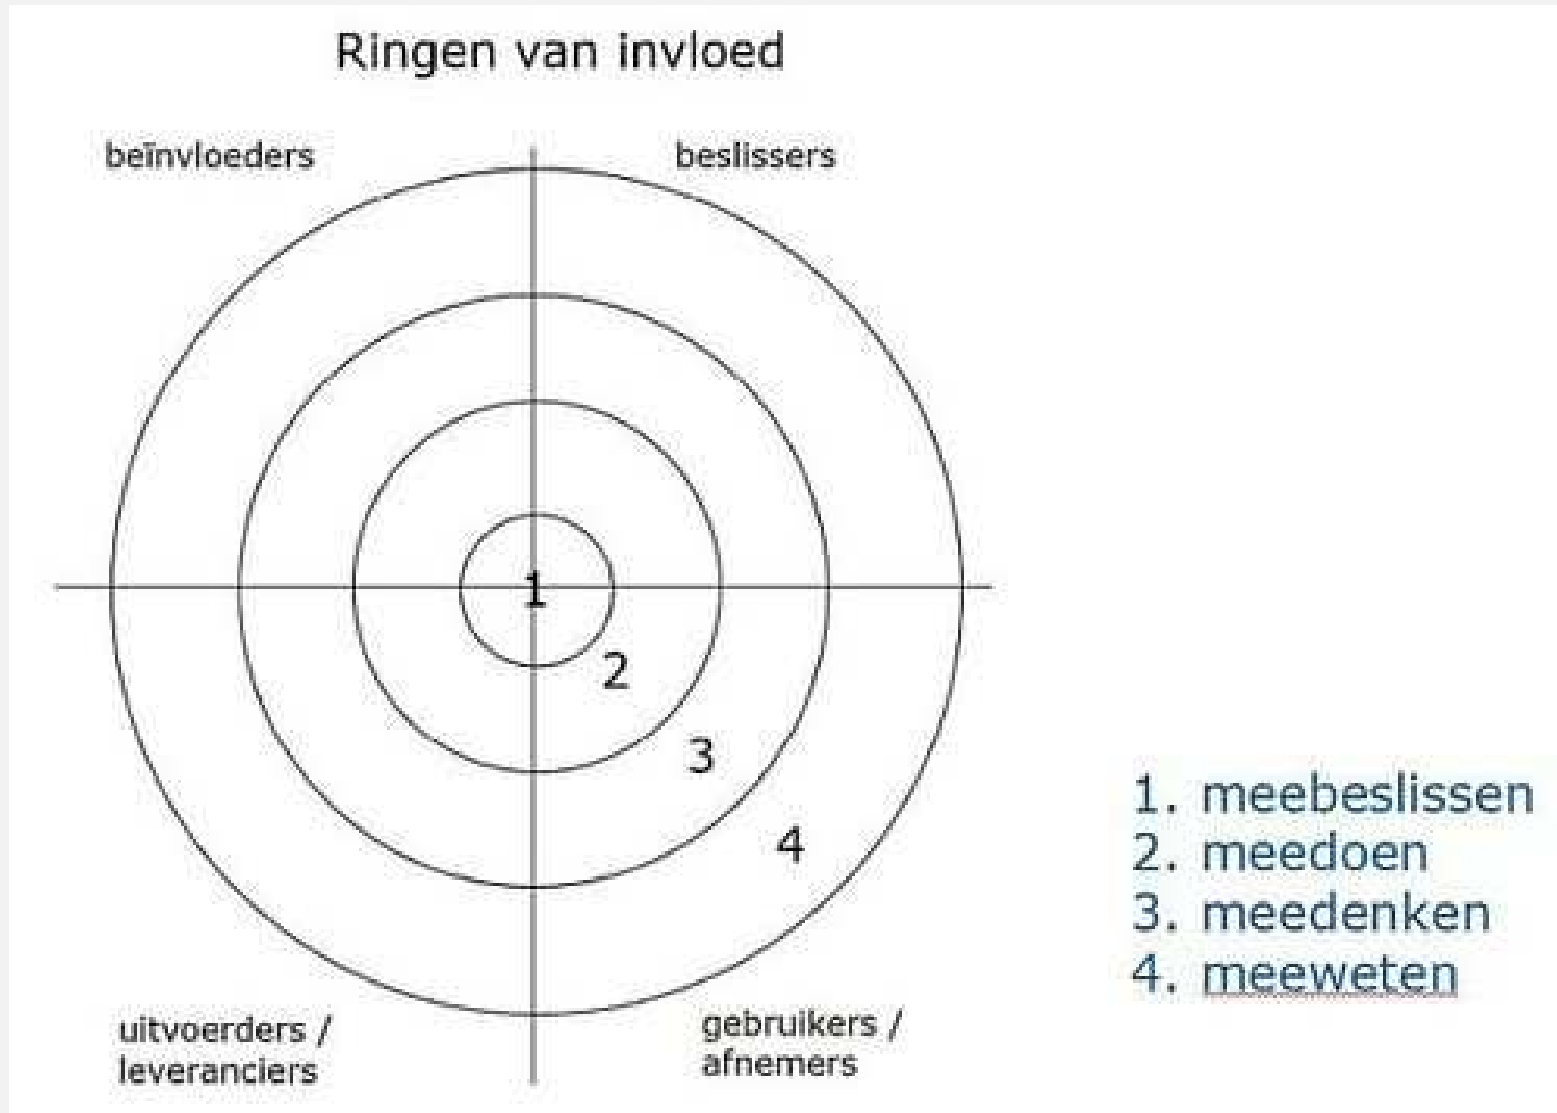 Ringen van invloed
beïnvloeders
beslissers
1
2
3
4
uitvoerders /
leveranciers
gebruikers /
afnemers
1. meebeslissen
2. meedoen
3. meedenken
4. meeweten